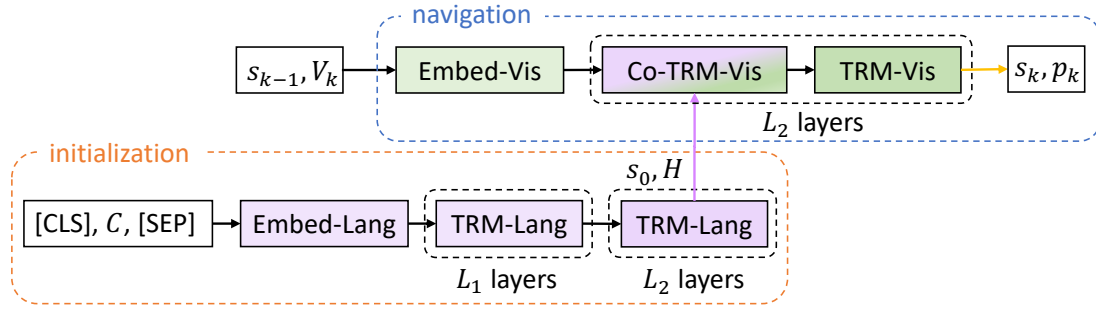 navigation
s_{k-1}, V_k
Embed-Vis
Co-TRM-Vis
TRM-Vis
s_k, p_k
L_2 layers
initialization
s_0, H
[CLS], C, [SEP]
Embed-Lang
TRM-Lang
TRM-Lang
L_1 layers
L_2 layers